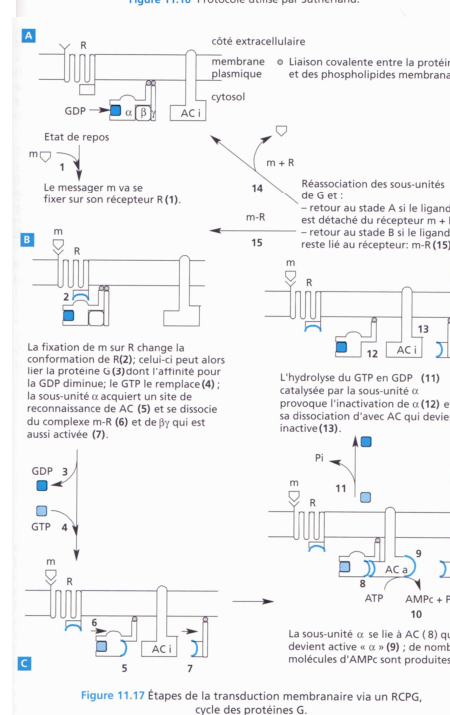 Figure 11.16 Protocole utilisé par Sutherland.
A
R
côté extracellulaire
membrane plasmique
Liaison covalente entre la protéin
et des phospholipides membrana
cytosol
GDP
α β γ
AC i
Etat de repos
m
1
Le messager m va se
fixer sur son récepteur R (1).
m + R
14
Réassociation des sous-unités
de G et :
– retour au stade A si le ligand
est détaché du récepteur m +
– retour au stade B si le ligand
reste lié au récepteur: m-R (15)
m-R
15
B
m
R
2
La fixation de m sur R change la
conformation de R(2); celui-ci peut alors
lier la protéine G (3)dont l'affinité pour
la GDP diminue; le GTP le remplace (4) ;
la sous-unité α acquiert un site de
reconnaissance de AC (5) et se dissocie
du complexe m-R (6) et de βγ qui est
aussi activée (7).
m
R
12
AC i
13
L'hydrolyse du GTP en GDP (11)
catalysée par la sous-unité α
provoque l'inactivation de α (12) e
sa dissociation d'avec AC qui devie
inactive (13).
GDP 3
GTP 4
Pi
11
m
R
8
AC a
9
ATP
AMPc + P
10
La sous-unité α se lie à AC ( 8) qu
devient active « α » (9) ; de nomb
molécules d'AMPc sont produites
m
R
6
5
AC i
7
C
Figure 11.17 Étapes de la transduction membranaire via un RCPG,
cycle des protéines G.